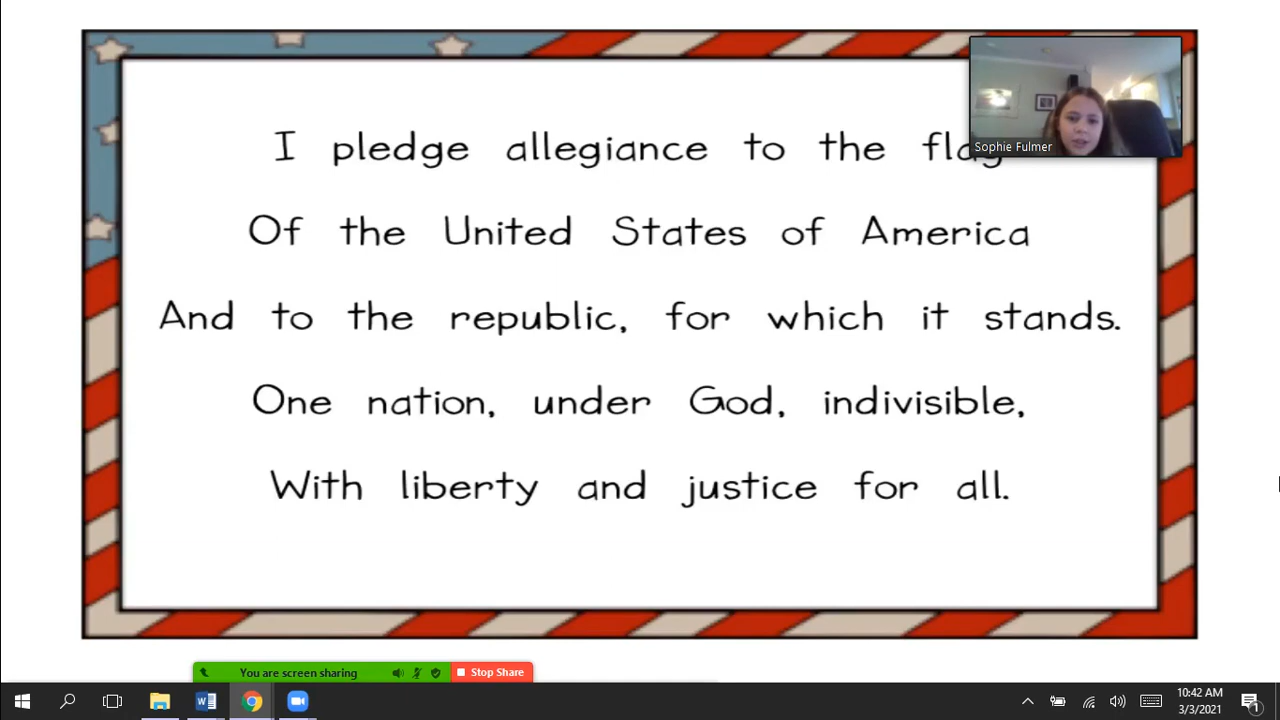 I pledge allegiance to the flag
Sophie Fulmer
Of the United States of America
And to the republic, for which it stands.
One nation, under God, indivisible,
With liberty and justice for all.
You are screen sharing
Stop Share
10:42 AM
3/3/2021
1